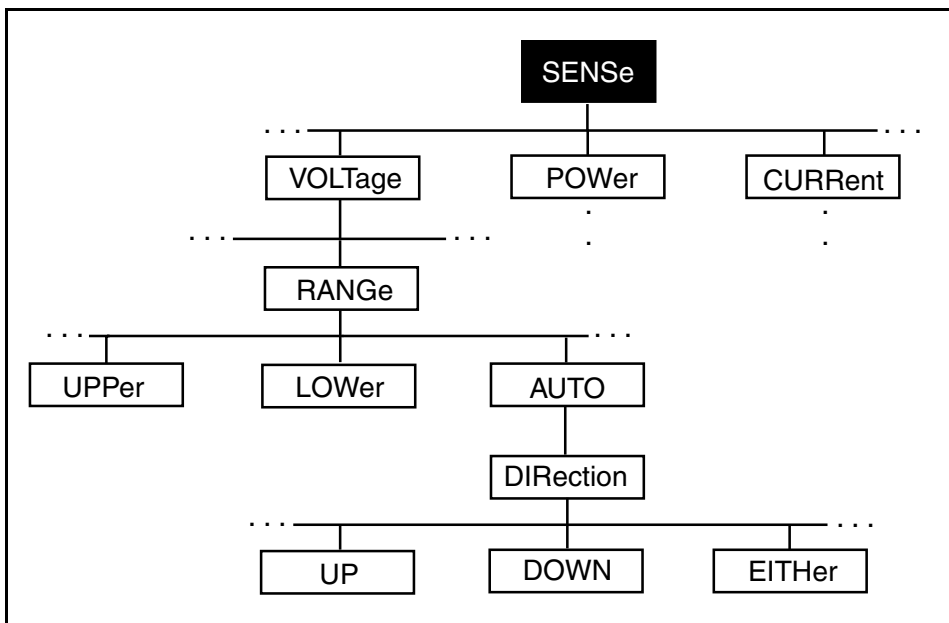 SENSe
. . . . . .
VOLTage POWer CURRent
. .
. . . . . . . .
RANGe
. . . . . .
UPPer LOWer AUTO
DIRection
. . . . . .
UP DOWN EITHer